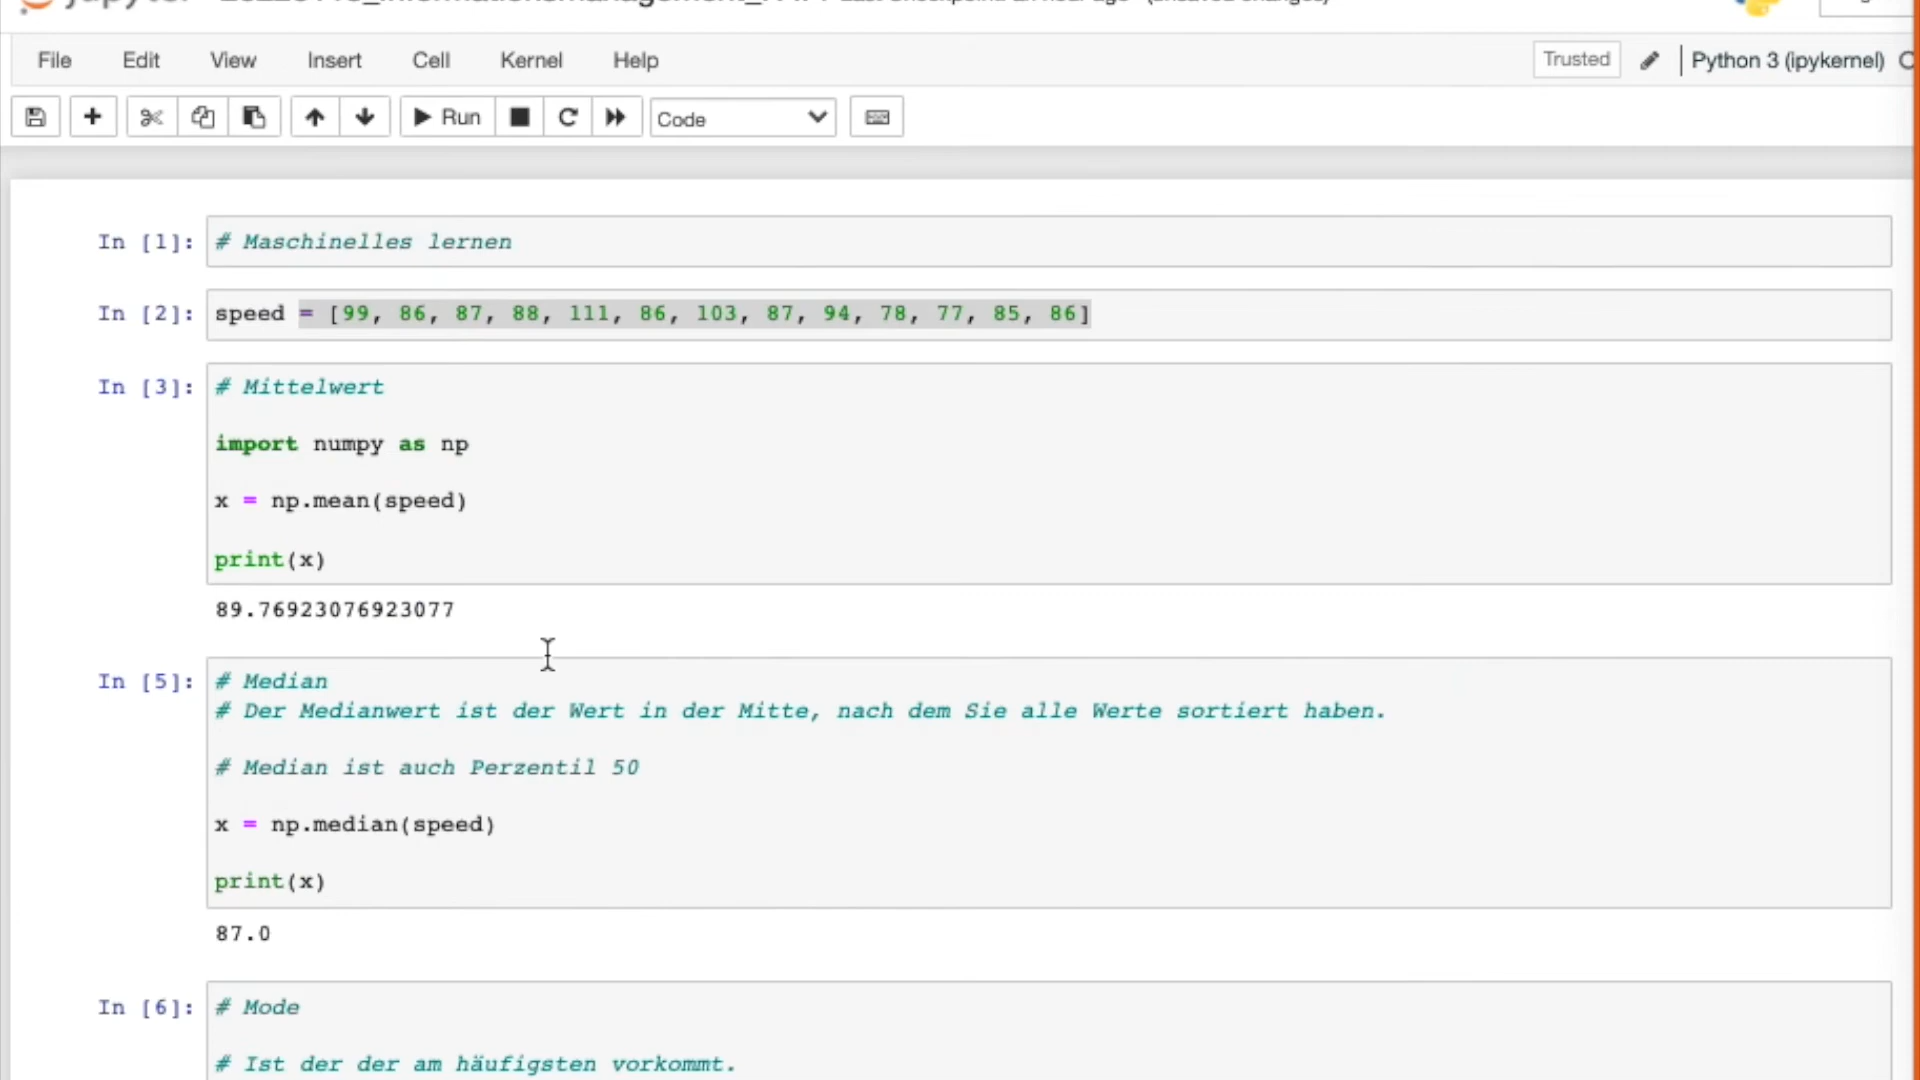 File Edit View Insert Cell Kernel Help Trusted Python 3 (ipykernel)
Run Code
In [1]: # Maschinelles lernen
In [2]: speed = [99, 86, 87, 88, 111, 86, 103, 87, 94, 78, 77, 85, 86]
In [3]: # Mittelwert
import numpy as np
x = np.mean(speed)
print(x)
89.76923076923077
In [5]: # Median
# Der Medianwert ist der Wert in der Mitte, nach dem Sie alle Werte sortiert haben.
# Median ist auch Perzentil 50
x = np.median(speed)
print(x)
87.0
In [6]: # Mode
# Ist der der am häufigsten vorkommt.